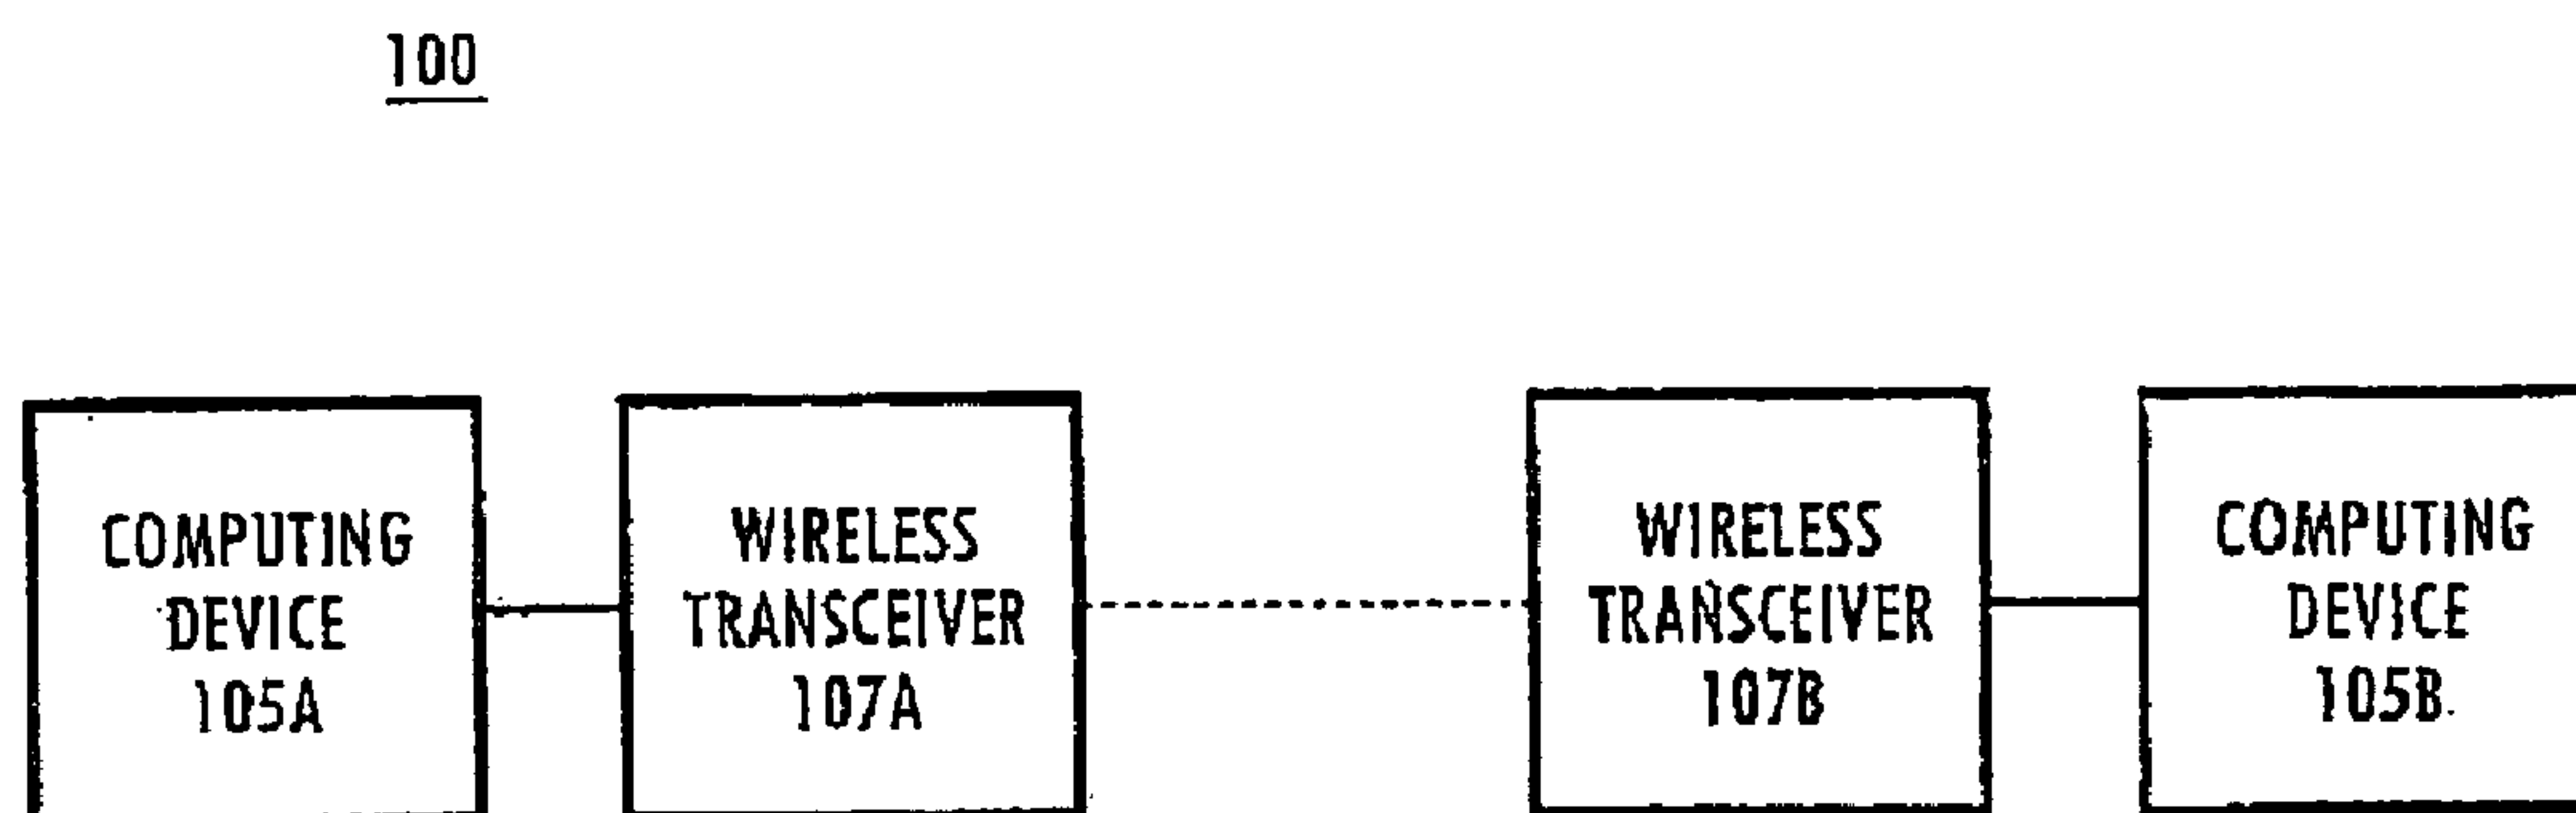 100
COMPUTING
DEVICE
105A
WIRELESS
TRANSCEIVER
107A
WIRELESS
TRANSCEIVER
107B
COMPUTING
DEVICE
105B